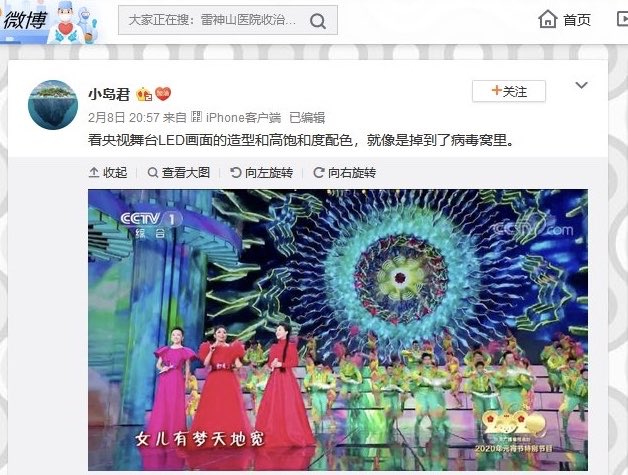 微博
大家正在搜：雷神山医院收治...
首页
小岛君
+关注
2月8日 20:57 来自 iPhone客户端 已编辑
看央视舞台LED画面的造型和高饱和度配色，就像是掉到了病毒窝里。
收起 查看大图 向左旋转 向右旋转
CCTV 1
综合
CCTV.com
女儿有梦天地宽
2020
2020年元宵节特别节目